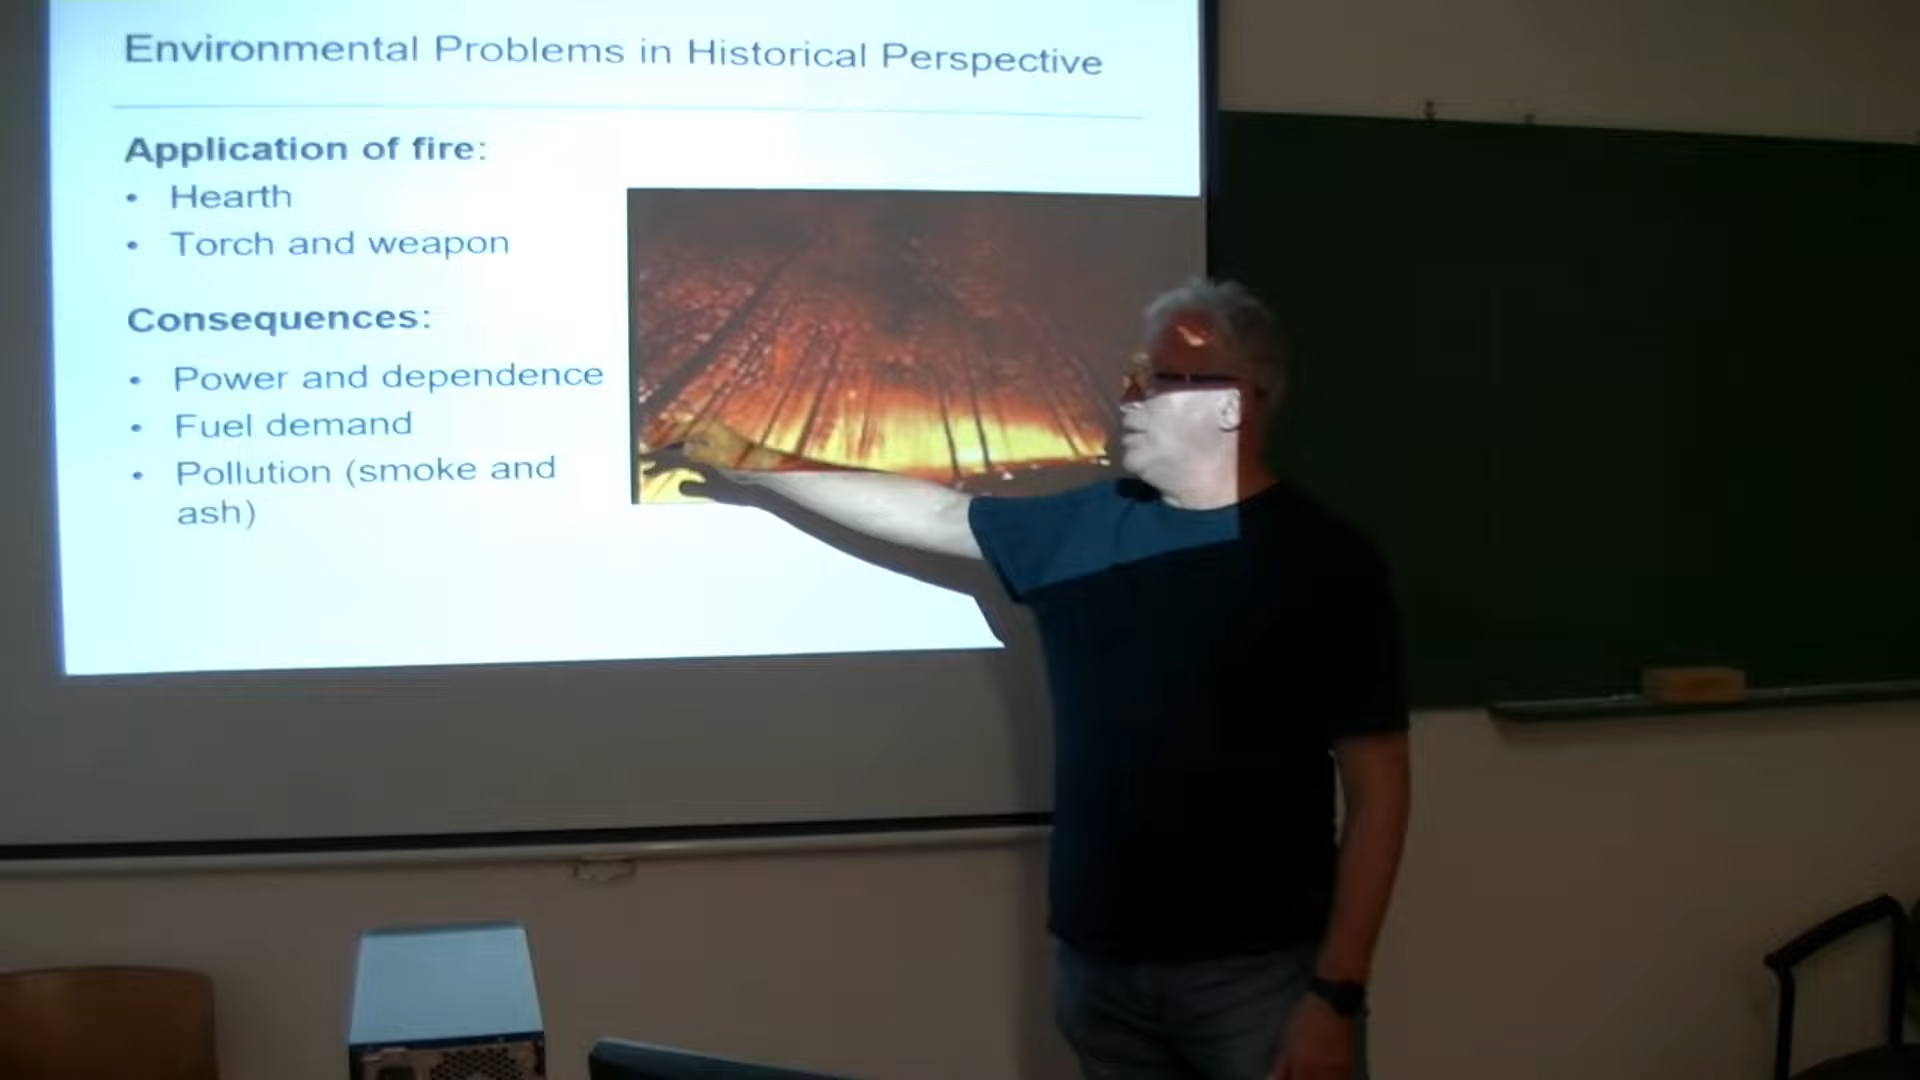 Environmental Problems in Historical Perspective
Application of fire:
• Hearth
• Torch and weapon
Consequences:
• Power and dependence
• Fuel demand
• Pollution (smoke and
ash)